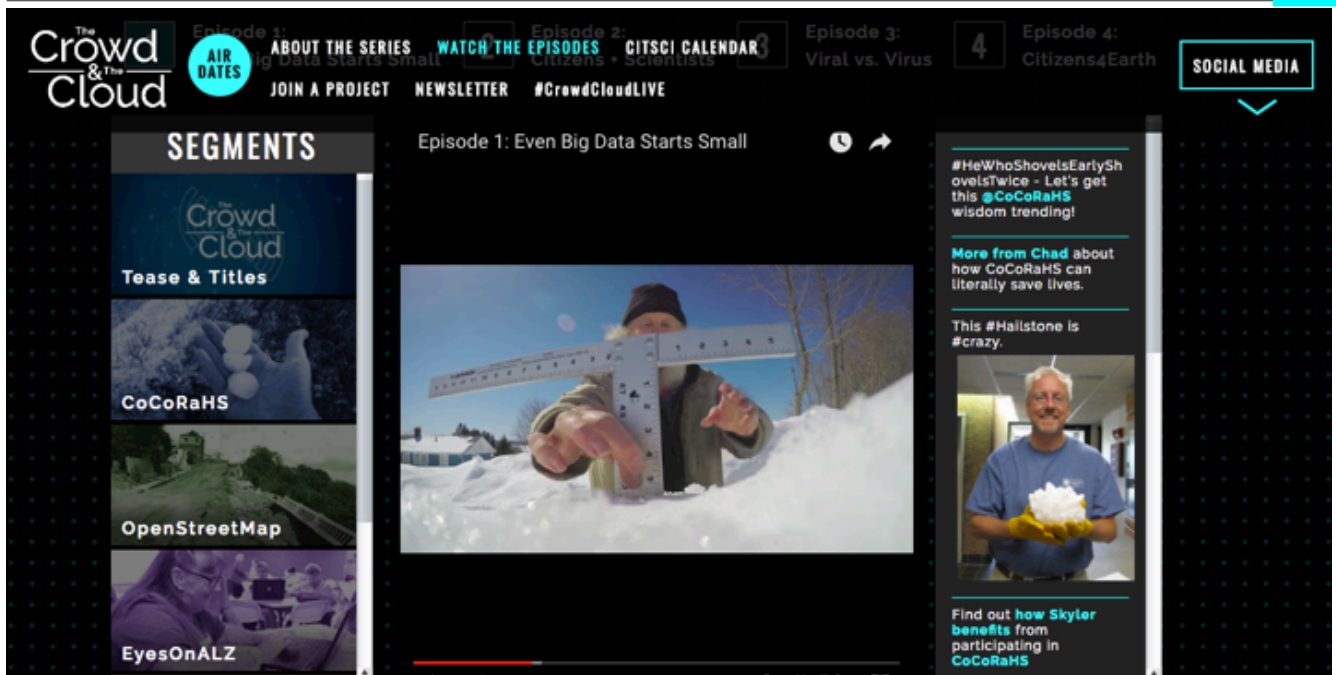 The
Crowd
& The
Cloud
AIR
DATES
ABOUT THE SERIES WATCH THE EPISODES CITSCI CALENDAR
JOIN A PROJECT NEWSLETTER #CrowdCloudLIVE
Episode 1:
Big Data Starts Small
2
Episode 2:
Citizens + Scientists
3
Episode 3:
Viral vs. Virus
4
Episode 4:
Citizens4Earth
SOCIAL MEDIA
SEGMENTS
The
Crowd
& The
Cloud
Tease & Titles
CoCoRaHS
OpenStreetMap
EyesOnALZ
Episode 1: Even Big Data Starts Small
#HeWhoShovelsEarlySh
ovelsTwice - Let's get
this @CoCoRaHS
wisdom trending!
More from Chad about
how CoCoRaHS can
literally save lives.
This #Hailstone is
#crazy.
Find out how Skyler
benefits from
participating in
CoCoRaHS